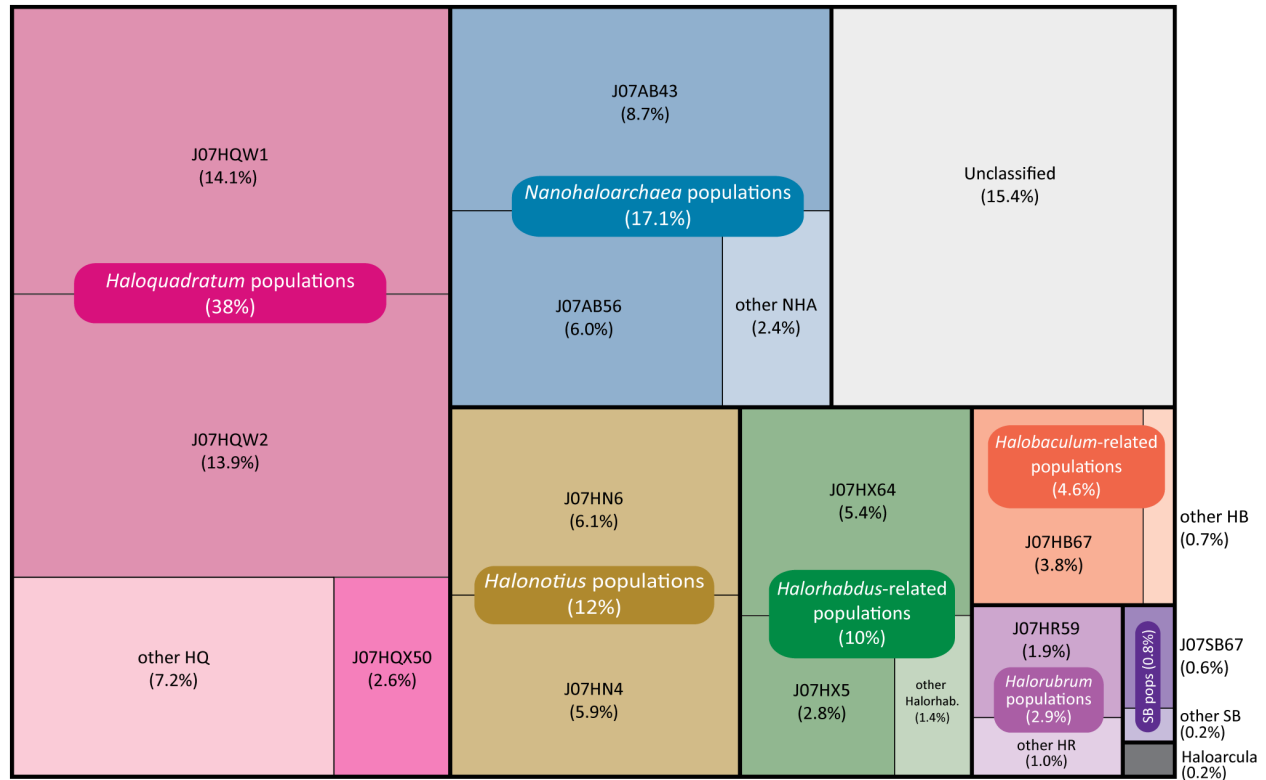 J07HQW1
(14.1%)
Haloquadratum populations
(38%)
J07HQW2
(13.9%)
other HQ
(7.2%)
J07HQX50
(2.6%)
J07AB43
(8.7%)
Nanohaloarchaea populations
(17.1%)
J07AB56
(6.0%)
other NHA
(2.4%)
Unclassified
(15.4%)
J07HN6
(6.1%)
Halonotius populations
(12%)
J07HN4
(5.9%)
J07HX64
(5.4%)
Halorhabdus-related
populations
(10%)
J07HX5
(2.8%)
other
Halorhab.
(1.4%)
Halobaculum-related
populations
(4.6%)
J07HB67
(3.8%)
other HB
(0.7%)
J07HR59
(1.9%)
Halorubrum
populations
(2.9%)
other HR
(1.0%)
SB pops (0.8%)
J07SB67
(0.6%)
other SB
(0.2%)
Haloarcula
(0.2%)